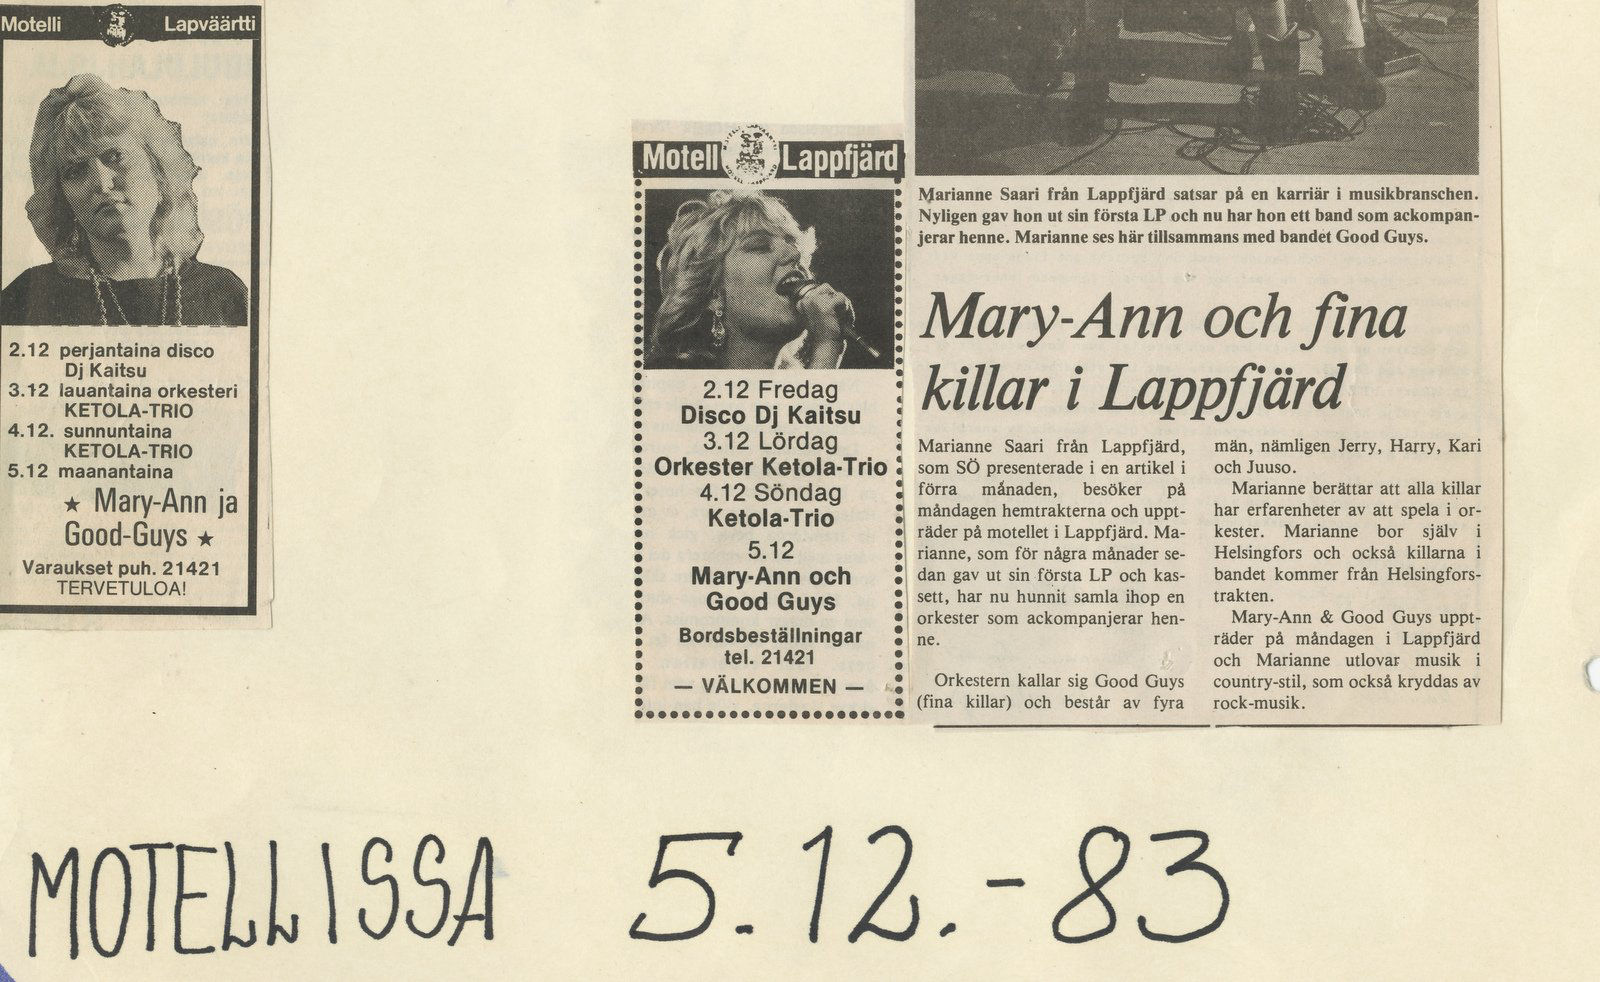 Motelli Lapväärtti
2.12 perjantaina disco
Dj Kaitsu
3.12 lauantaina orkesteri
KETOLA-TRIO
4.12. sunnuntaina
KETOLA-TRIO
5.12 maanantaina
★ Mary-Ann ja
Good-Guys ★
Varaukset puh. 21421
TERVETULOA!
Motell Lappfjärd
2.12 Fredag
Disco Dj Kaitsu
3.12 Lördag
Orkester Ketola-Trio
4.12 Söndag
Ketola-Trio
5.12
Mary-Ann och
Good Guys
Bordsbeställningar
tel. 21421
— VÄLKOMMEN —
Marianne Saari från Lappfjärd satsar på en karriär i musikbranschen.
Nyligen gav hon ut sin första LP och nu har hon ett band som ackompan-
jerar henne. Marianne ses här tillsammans med bandet Good Guys.
Mary-Ann och fina
killar i Lappfjärd
Marianne Saari från Lappfjärd,
som SÖ presenterade i en artikel i
förra månaden, besöker på
måndagen hemtrakterna och uppt-
räder på motellet i Lappfjärd. Ma-
rianne, som för några månader se-
dan gav ut sin första LP och kas-
sett, har nu hunnit samla ihop en
orkester som ackompanjerar hen-
ne.
Orkestern kallar sig Good Guys
(fina killar) och består av fyra
män, nämligen Jerry, Harry, Kari
och Juuso.
Marianne berättar att alla killar
har erfarenheter av att spela i or-
kester. Marianne bor själv i
Helsingfors och också killarna i
bandet kommer från Helsingfors-
trakten.
Mary-Ann & Good Guys uppt-
räder på måndagen i Lappfjärd
och Marianne utlovar musik i
country-stil, som också kryddas av
rock-musik.
MOTELLISSA 5.12.-83